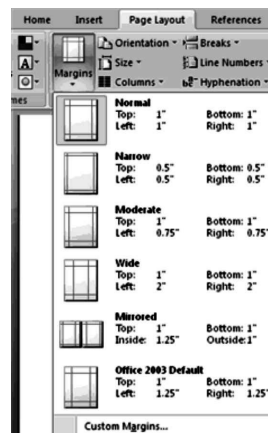 Home Insert Page Layout References
Orientation Breaks
A Size Line Numbers
Margins Columns Hyphenation
mes
Normal
Top: 1" Bottom: 1"
Left: 1" Right: 1"
Narrow
Top: 0.5" Bottom: 0.5"
Left: 0.5" Right: 0.5"
Moderate
Top: 1" Bottom: 1"
Left: 0.75" Right: 0.75"
Wide
Top: 1" Bottom: 1"
Left: 2" Right: 2"
Mirrored
Top: 1" Bottom: 1"
Inside: 1.25" Outside: 1"
Office 2003 Default
Top: 1" Bottom: 1"
Left: 1.25" Right: 1.25"
Custom Margins...